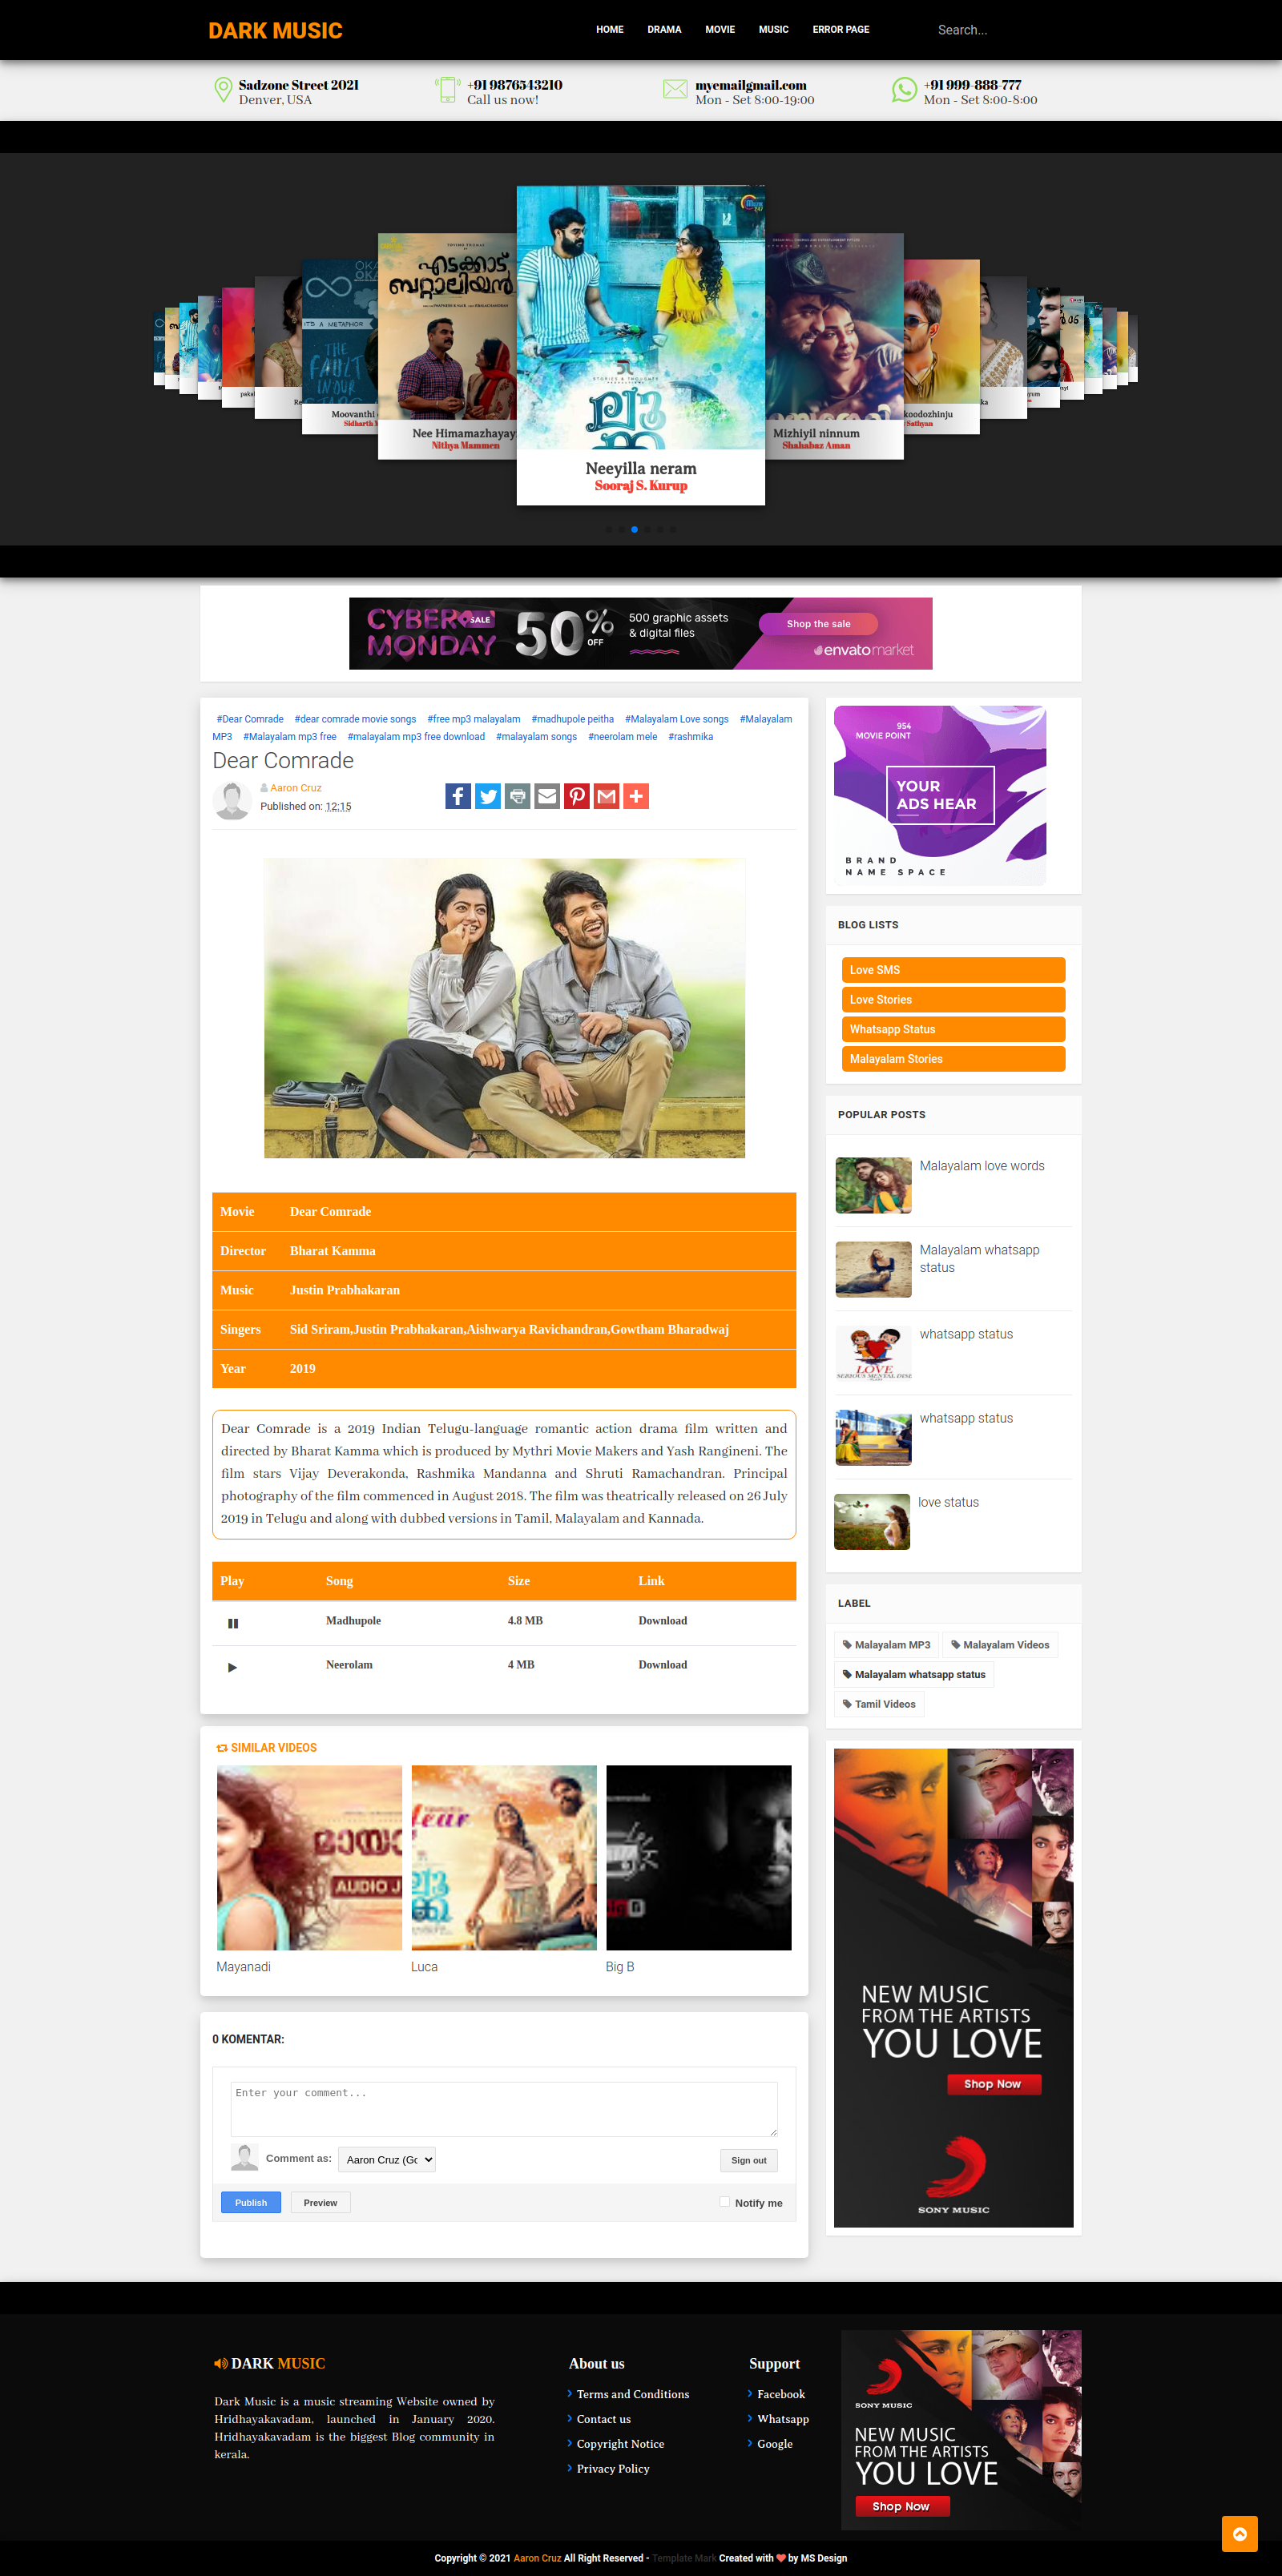 DARK MUSIC
HOME DRAMA MOVIE MUSIC ERROR PAGE Search...
Sadzone Street 2021
Denver, USA
+91 9876543210
Call us now!
myemailgmail.com
Mon - Set 8:00-19:00
+91 999-888-777
Mon - Set 8:00-8:00
എടക്കാട്
ബറ്റാലിയൻ
THE FAULT IN OUR
Moovanthi
Nee Himamazhayay
Nithya Mammen
ലൂക്ക
Neeyilla neram
Sooraj S. Kurup
Mizhiyil ninnum
Shahabaz Aman
koodozhinju
Sathyan
CYBER MONDAY SALE
50% OFF
500 graphic assets
& digital files
Shop the sale
envatomarket
#Dear Comrade #dear comrade movie songs #free mp3 malayalam #madhupole peitha #Malayalam Love songs #Malayalam
MP3 #Malayalam mp3 free #malayalam mp3 free download #malayalam songs #neerolam mele #rashmika
Dear Comrade
Aaron Cruz
Published on: 12:15
Movie Dear Comrade
Director Bharat Kamma
Music Justin Prabhakaran
Singers Sid Sriram,Justin Prabhakaran,Aishwarya Ravichandran,Gowtham Bharadwaj
Year 2019
Dear Comrade is a 2019 Indian Telugu-language romantic action drama film written and
directed by Bharat Kamma which is produced by Mythri Movie Makers and Yash Rangineni. The
film stars Vijay Deverakonda, Rashmika Mandanna and Shruti Ramachandran. Principal
photography of the film commenced in August 2018. The film was theatrically released on 26 July
2019 in Telugu and along with dubbed versions in Tamil, Malayalam and Kannada.
Play Song Size Link
Madhupole 4.8 MB Download
Neerolam 4 MB Download
SIMILAR VIDEOS
AUDIO J
Mayanadi
Luca
Big B
0 KOMENTAR:
Enter your comment...
Comment as: Aaron Cruz (Go
Sign out
Publish
Preview
Notify me
954
MOVIE POINT
YOUR
ADS HEAR
BRAND
NAME SPACE
BLOG LISTS
Love SMS
Love Stories
Whatsapp Status
Malayalam Stories
POPULAR POSTS
Malayalam love words
Malayalam whatsapp
status
LOVE
whatsapp status
whatsapp status
love status
LABEL
Malayalam MP3
Malayalam Videos
Malayalam whatsapp status
Tamil Videos
NEW MUSIC
FROM THE ARTISTS
YOU LOVE
Shop Now
SONY MUSIC
DARK MUSIC
Dark Music is a music streaming Website owned by
Hridhayakavadam, launched in January 2020.
Hridhayakavadam is the biggest Blog community in
kerala.
About us
Terms and Conditions
Contact us
Copyright Notice
Privacy Policy
Support
Facebook
Whatsapp
Google
SONY MUSIC
NEW MUSIC
FROM THE ARTISTS
YOU LOVE
Shop Now
Copyright © 2021 Aaron Cruz All Right Reserved - Template Mark Created with ❤ by MS Design